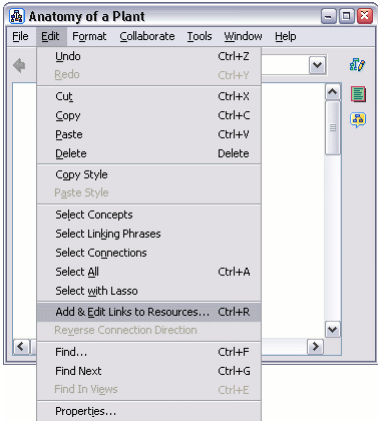 Anatomy of a Plant
File Edit Format Collaborate Tools Window Help
Undo Ctrl+Z
Redo Ctrl+Y
Cut Ctrl+X
Copy Ctrl+C
Paste Ctrl+V
Delete Delete
Copy Style
Paste Style
Select Concepts
Select Linking Phrases
Select Connections
Select All Ctrl+A
Select with Lasso
Add & Edit Links to Resources... Ctrl+R
Reverse Connection Direction
Find... Ctrl+F
Find Next Ctrl+G
Find In Views Ctrl+E
Properties...